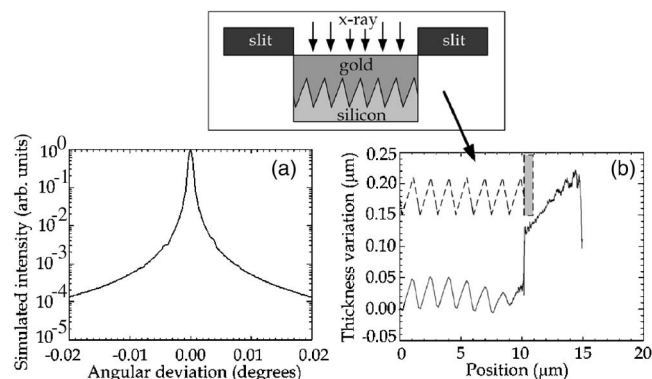 x-ray
slit
slit
gold
silicon
(a)
Simulated intensity (arb. units)
10^0
10^-1
10^-2
10^-3
10^-4
10^-5
-0.02
-0.01
0.00
0.01
0.02
Angular deviation (degrees)
(b)
Thickness variation (μm)
0.25
0.20
0.15
0.10
0.05
0.00
-0.05
0
5
10
15
20
Position (μm)